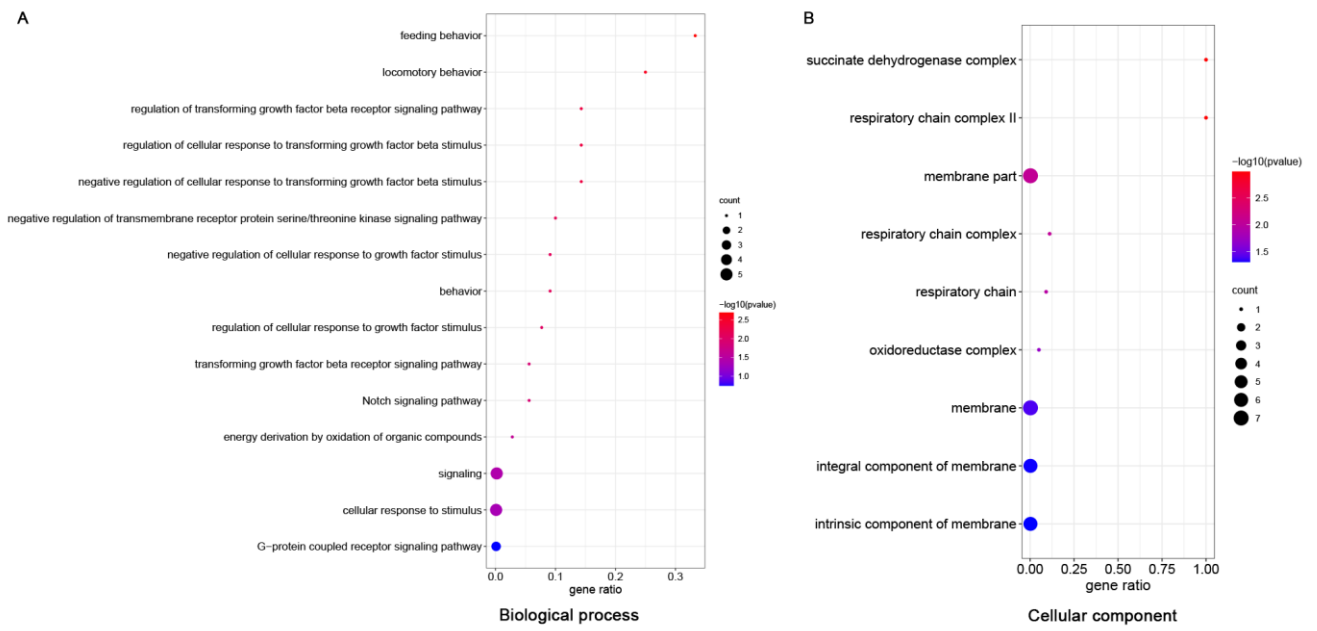 A
feeding behavior
locomotory behavior
regulation of transforming growth factor beta receptor signaling pathway
regulation of cellular response to transforming growth factor beta stimulus
negative regulation of cellular response to transforming growth factor beta stimulus
negative regulation of transmembrane receptor protein serine/threonine kinase signaling pathway
negative regulation of cellular response to growth factor stimulus
behavior
regulation of cellular response to growth factor stimulus
transforming growth factor beta receptor signaling pathway
Notch signaling pathway
energy derivation by oxidation of organic compounds
signaling
cellular response to stimulus
G−protein coupled receptor signaling pathway
0.0 0.1 0.2 0.3
gene ratio
Biological process
count
1
2
3
4
5
−log10(pvalue)
2.5
2.0
1.5
1.0
B
succinate dehydrogenase complex
respiratory chain complex II
membrane part
respiratory chain complex
respiratory chain
oxidoreductase complex
membrane
integral component of membrane
intrinsic component of membrane
0.00 0.25 0.50 0.75 1.00
gene ratio
Cellular component
−log10(pvalue)
2.5
2.0
1.5
count
1
2
3
4
5
6
7